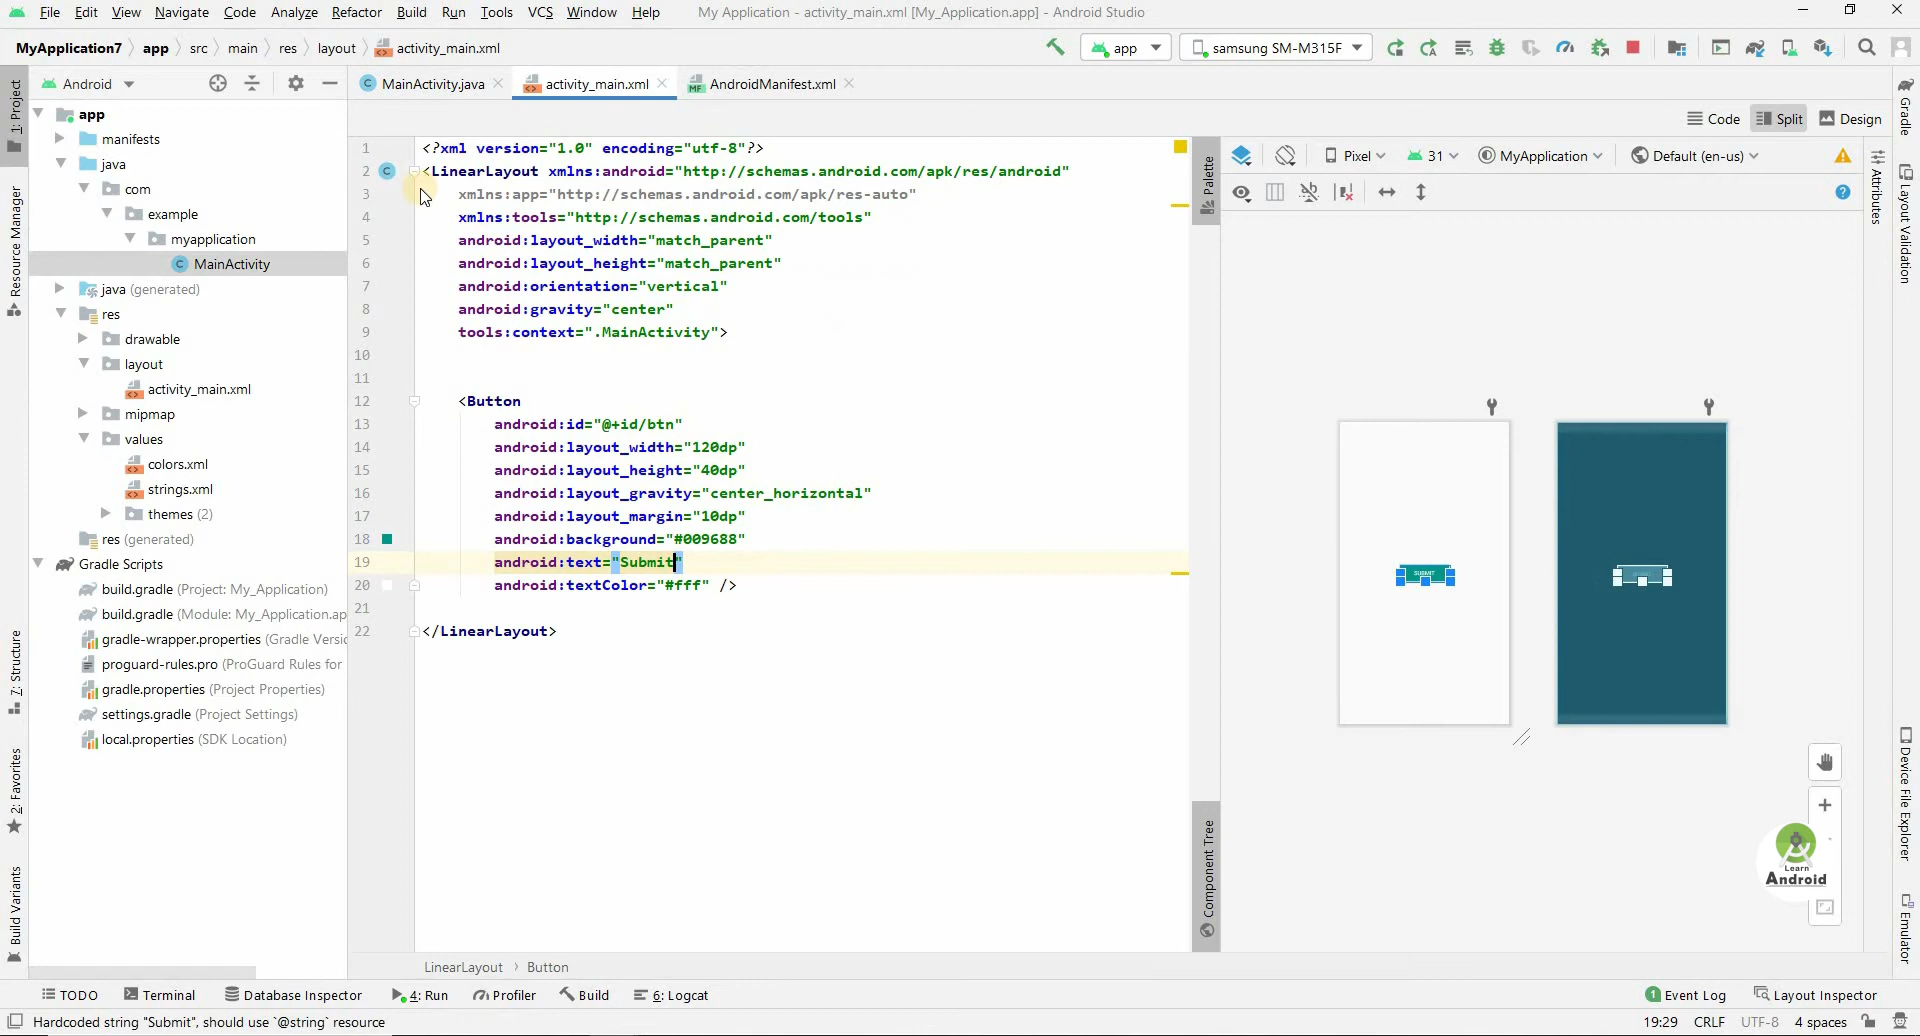 File Edit View Navigate Code Analyze Refactor Build Run Tools VCS Window Help My Application - activity_main.xml [My_Application.app] - Android Studio
MyApplication7 app src main res layout activity_main.xml
app samsung SM-M315F
Android
MainActivity.java activity_main.xml AndroidManifest.xml
Code Split Design
1: Project
Resource Manager
7: Structure
2: Favorites
Build Variants
app
manifests
java
com
example
myapplication
MainActivity
java (generated)
res
drawable
layout
activity_main.xml
mipmap
values
colors.xml
strings.xml
themes (2)
res (generated)
Gradle Scripts
build.gradle (Project: My_Application)
build.gradle (Module: My_Application.ap
gradle-wrapper.properties (Gradle Versic
proguard-rules.pro (ProGuard Rules for
gradle.properties (Project Properties)
settings.gradle (Project Settings)
local.properties (SDK Location)
1 <?xml version="1.0" encoding="utf-8"?>
2 <LinearLayout xmlns:android="http://schemas.android.com/apk/res/android"
3 xmlns:app="http://schemas.android.com/apk/res-auto"
4 xmlns:tools="http://schemas.android.com/tools"
5 android:layout_width="match_parent"
6 android:layout_height="match_parent"
7 android:orientation="vertical"
8 android:gravity="center"
9 tools:context=".MainActivity">
10
11
12 <Button
13 android:id="@+id/btn"
14 android:layout_width="120dp"
15 android:layout_height="40dp"
16 android:layout_gravity="center_horizontal"
17 android:layout_margin="10dp"
18 android:background="#009688"
19 android:text="Submit"
20 android:textColor="#fff" />
21
22 </LinearLayout>
LinearLayout Button
Palette
Component Tree
Pixel 31 MyApplication Default (en-us)
SUBMIT
Learn
Android
Gradle
Attributes
Layout Validation
Device File Explorer
Emulator
TODO Terminal Database Inspector 4: Run Profiler Build 6: Logcat 1 Event Log Layout Inspector
Hardcoded string "Submit", should use `@string` resource 19:29 CRLF UTF-8 4 spaces